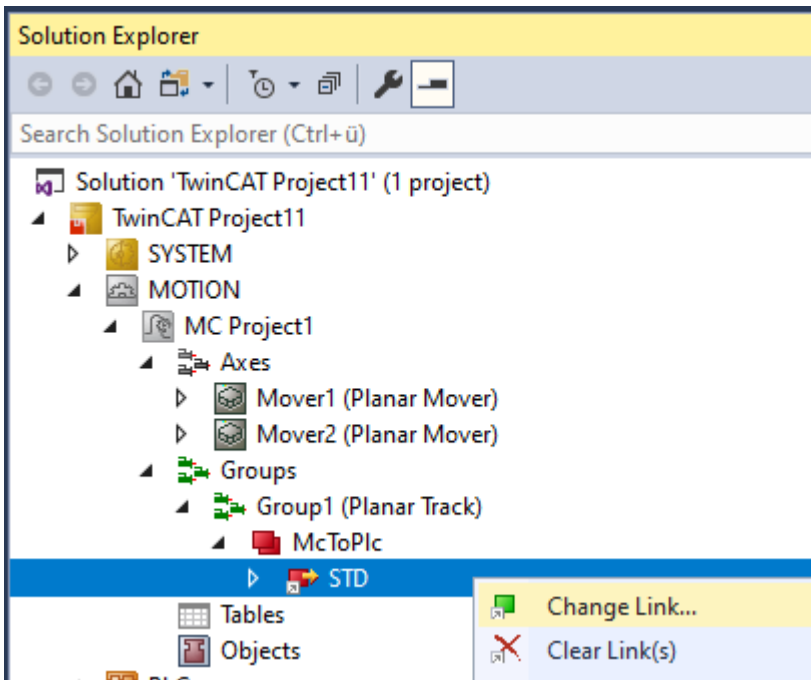 Solution Explorer
Search Solution Explorer (Ctrl+ü)
Solution 'TwinCAT Project11' (1 project)
TwinCAT Project11
SYSTEM
MOTION
MC Project1
Axes
Mover1 (Planar Mover)
Mover2 (Planar Mover)
Groups
Group1 (Planar Track)
McToPlc
STD
Change Link...
Tables
Clear Link(s)
Objects